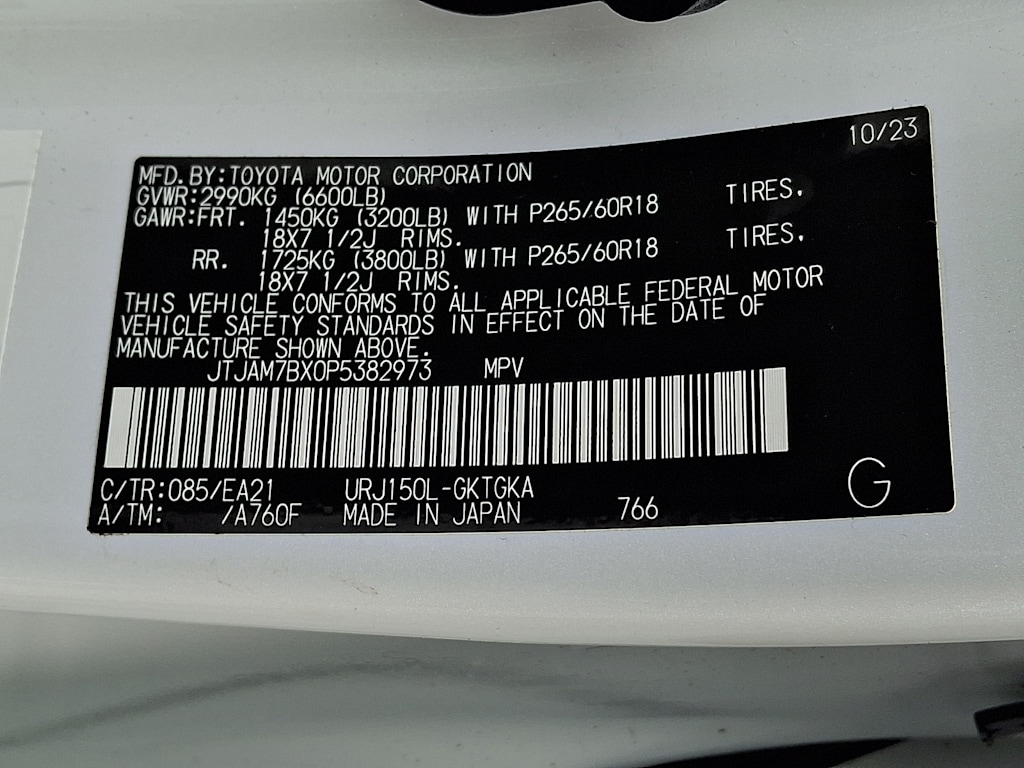 10/23
MFD.BY:TOYOTA MOTOR CORPORATION
GVWR:2990KG (6600LB)
GAWR:FRT. 1450KG (3200LB) WITH P265/60R18 TIRES.
18X7 1/2J RIMS.
RR. 1725KG (3800LB) WITH P265/60R18 TIRES.
18X7 1/2J RIMS.
THIS VEHICLE CONFORMS TO ALL APPLICABLE FEDERAL MOTOR
VEHICLE SAFETY STANDARDS IN EFFECT ON THE DATE OF
MANUFACTURE SHOWN ABOVE.
JTJAM7BX0P5382973 MPV
C/TR:085/EA21 URJ150L-GKTGKA
A/TM: /A760F MADE IN JAPAN 766
G